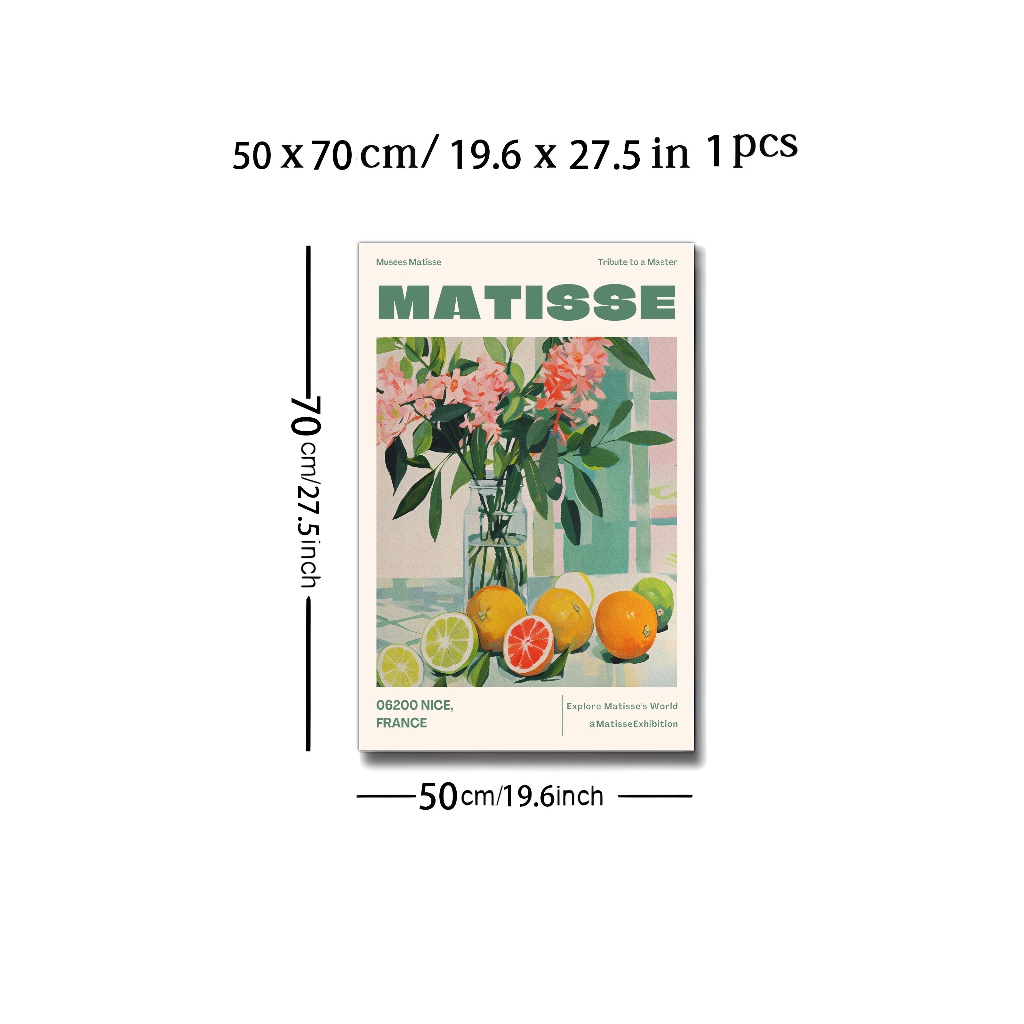 50 x 70 cm/ 19.6 x 27.5 in 1 pcs
Musees Matisse
Tribute to a Master
MATISSE
70cm/27.5inch
06200 NICE,
FRANCE
Explore Matisse's World
@MatisseExhibition
50cm/19.6inch